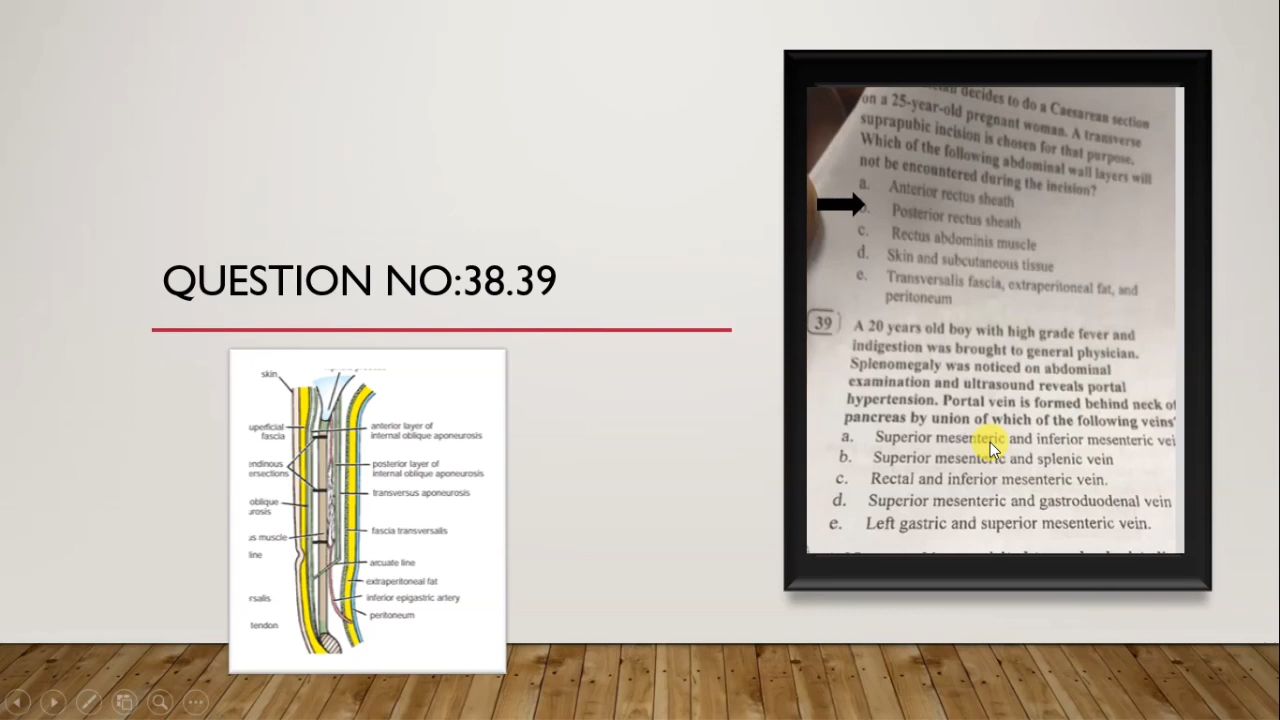 QUESTION NO:38.39
skin
uperficial
fascia
endinous
ersections
oblique
urosis
us muscle
line
rsalis
tendon
anterior layer of
internal oblique aponeurosis
posterior layer of
internal oblique aponeurosis
transversus aponeurosis
fascia transversalis
arcuate line
extraperitoneal fat
inferior epigastric artery
peritoneum
decides to do a Caesarean section
on a 25-year-old pregnant woman. A transverse
suprapubic incision is chosen for that purpose.
Which of the following abdominal wall layers will
not be encountered during the incision?
a. Anterior rectus sheath
b. Posterior rectus sheath
c. Rectus abdominis muscle
d. Skin and subcutaneous tissue
e. Transversalis fascia, extraperitoneal fat, and
peritoneum
39 A 20 years old boy with high grade fever and
indigestion was brought to general physician.
Splenomegaly was noticed on abdominal
examination and ultrasound reveals portal
hypertension. Portal vein is formed behind neck of
pancreas by union of which of the following veins
a. Superior mesenteric and inferior mesenteric vei
b. Superior mesenteric and splenic vein
c. Rectal and inferior mesenteric vein.
d. Superior mesenteric and gastroduodenal vein
e. Left gastric and superior mesenteric vein.